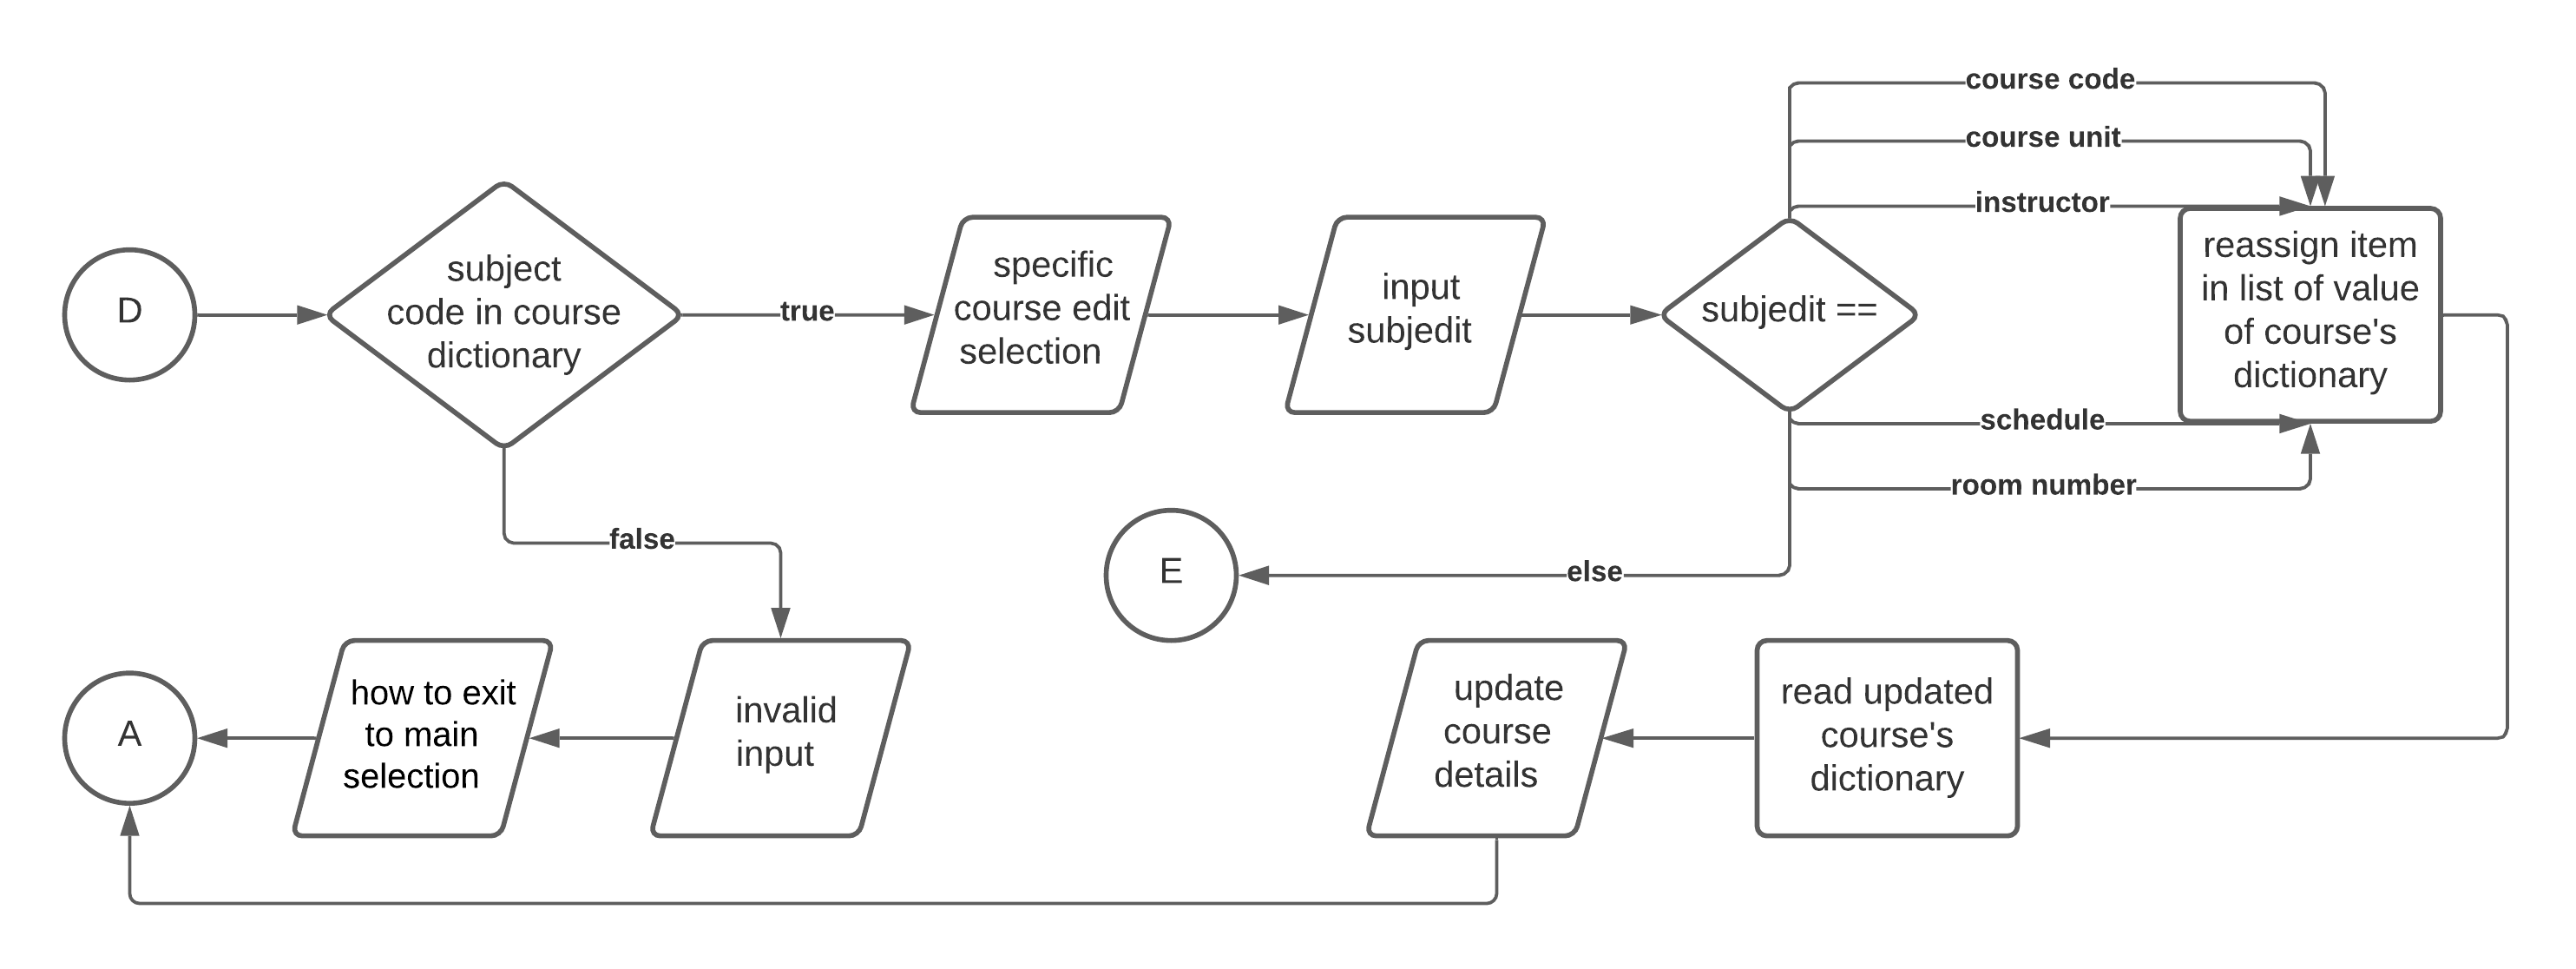 D
subject
code in course
dictionary
true
specific
course edit
selection
input
subjedit
subjedit ==
course code
course unit
instructor
schedule
room number
else
reassign item
in list of value
of course's
dictionary
false
E
A
how to exit
to main
selection
invalid
input
update
course
details
read updated
course's
dictionary